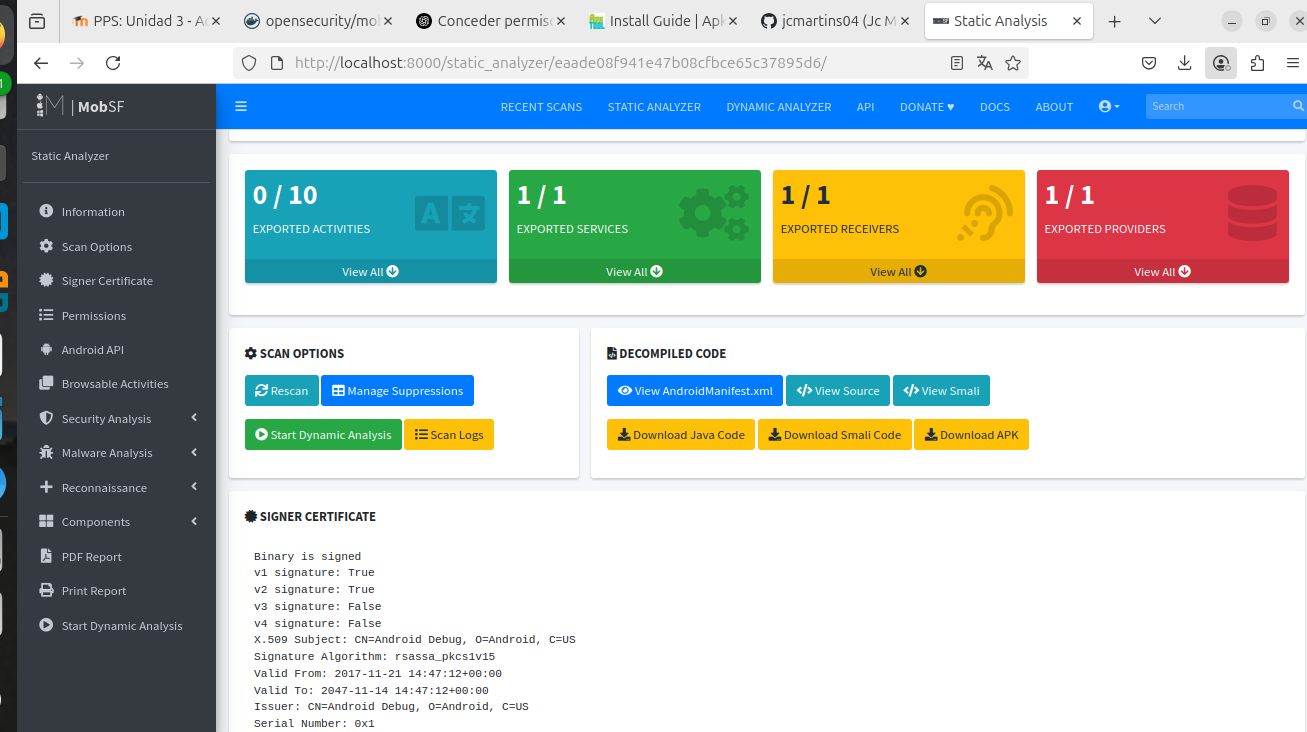 PPS: Unidad 3 - Ac
opensecurity/mol
Conceder permisc
Install Guide | Apk
jcmartins04 (Jc M
Static Analysis
http://localhost:8000/static_analyzer/eaade08f941e47b08cfbce65c37895d6/
M | MobSF
RECENT SCANS
STATIC ANALYZER
DYNAMIC ANALYZER
API
DONATE ♥
DOCS
ABOUT
Search
Static Analyzer
Information
Scan Options
Signer Certificate
Permissions
Android API
Browsable Activities
Security Analysis
Malware Analysis
Reconnaissance
Components
PDF Report
Print Report
Start Dynamic Analysis
0 / 10
EXPORTED ACTIVITIES
View All
1 / 1
EXPORTED SERVICES
View All
1 / 1
EXPORTED RECEIVERS
View All
1 / 1
EXPORTED PROVIDERS
View All
SCAN OPTIONS
Rescan
Manage Suppressions
Start Dynamic Analysis
Scan Logs
DECOMPILED CODE
View AndroidManifest.xml
View Source
View Smali
Download Java Code
Download Smali Code
Download APK
SIGNER CERTIFICATE
Binary is signed
v1 signature: True
v2 signature: True
v3 signature: False
v4 signature: False
X.509 Subject: CN=Android Debug, O=Android, C=US
Signature Algorithm: rsassa_pkcs1v15
Valid From: 2017-11-21 14:47:12+00:00
Valid To: 2047-11-14 14:47:12+00:00
Issuer: CN=Android Debug, O=Android, C=US
Serial Number: 0x1